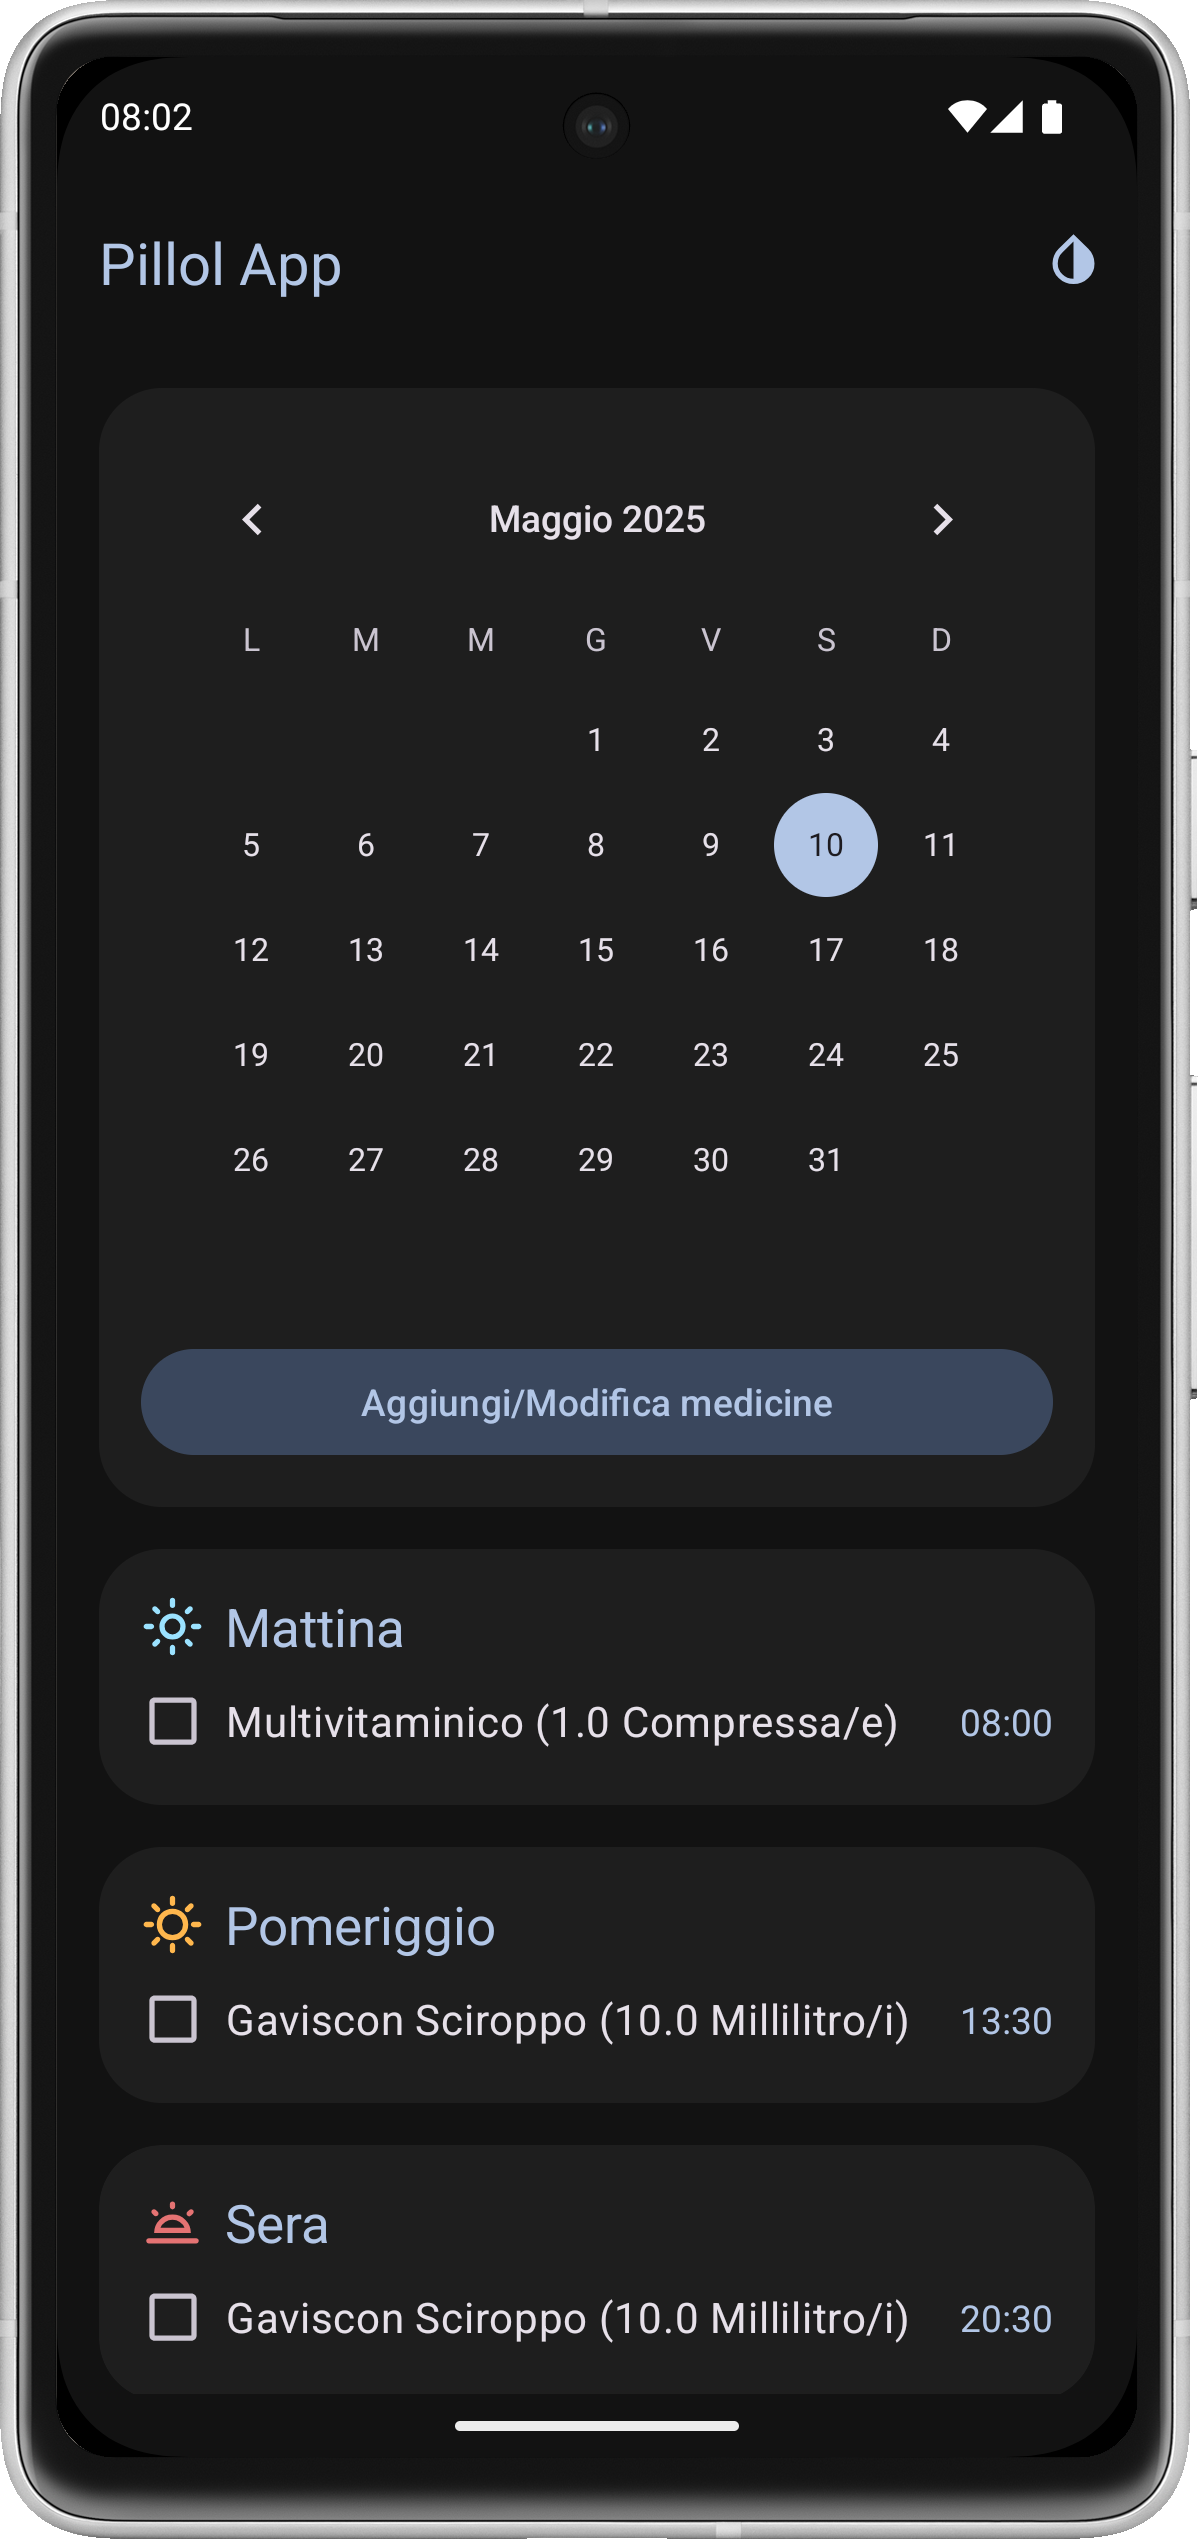 08:02
Pillol App
Maggio 2025
L M M G V S D
1 2 3 4
5 6 7 8 9 10 11
12 13 14 15 16 17 18
19 20 21 22 23 24 25
26 27 28 29 30 31
Aggiungi/Modifica medicine
Mattina
Multivitaminico (1.0 Compressa/e) 08:00
Pomeriggio
Gaviscon Sciroppo (10.0 Millilitro/i) 13:30
Sera
Gaviscon Sciroppo (10.0 Millilitro/i) 20:30